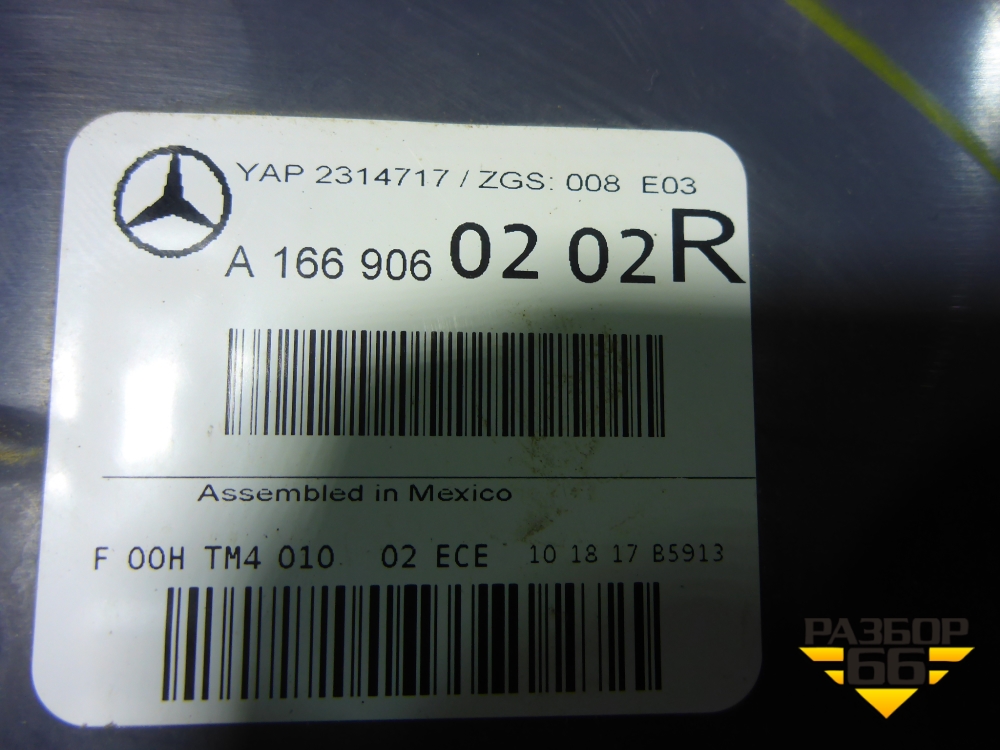 YAP 2314717 / ZGS: 008 E03
A 166 906 02 02 R
Assembled in Mexico
F 00H TM4 010 02 ECE 10 18 17 B5913
РАЗБОР
66